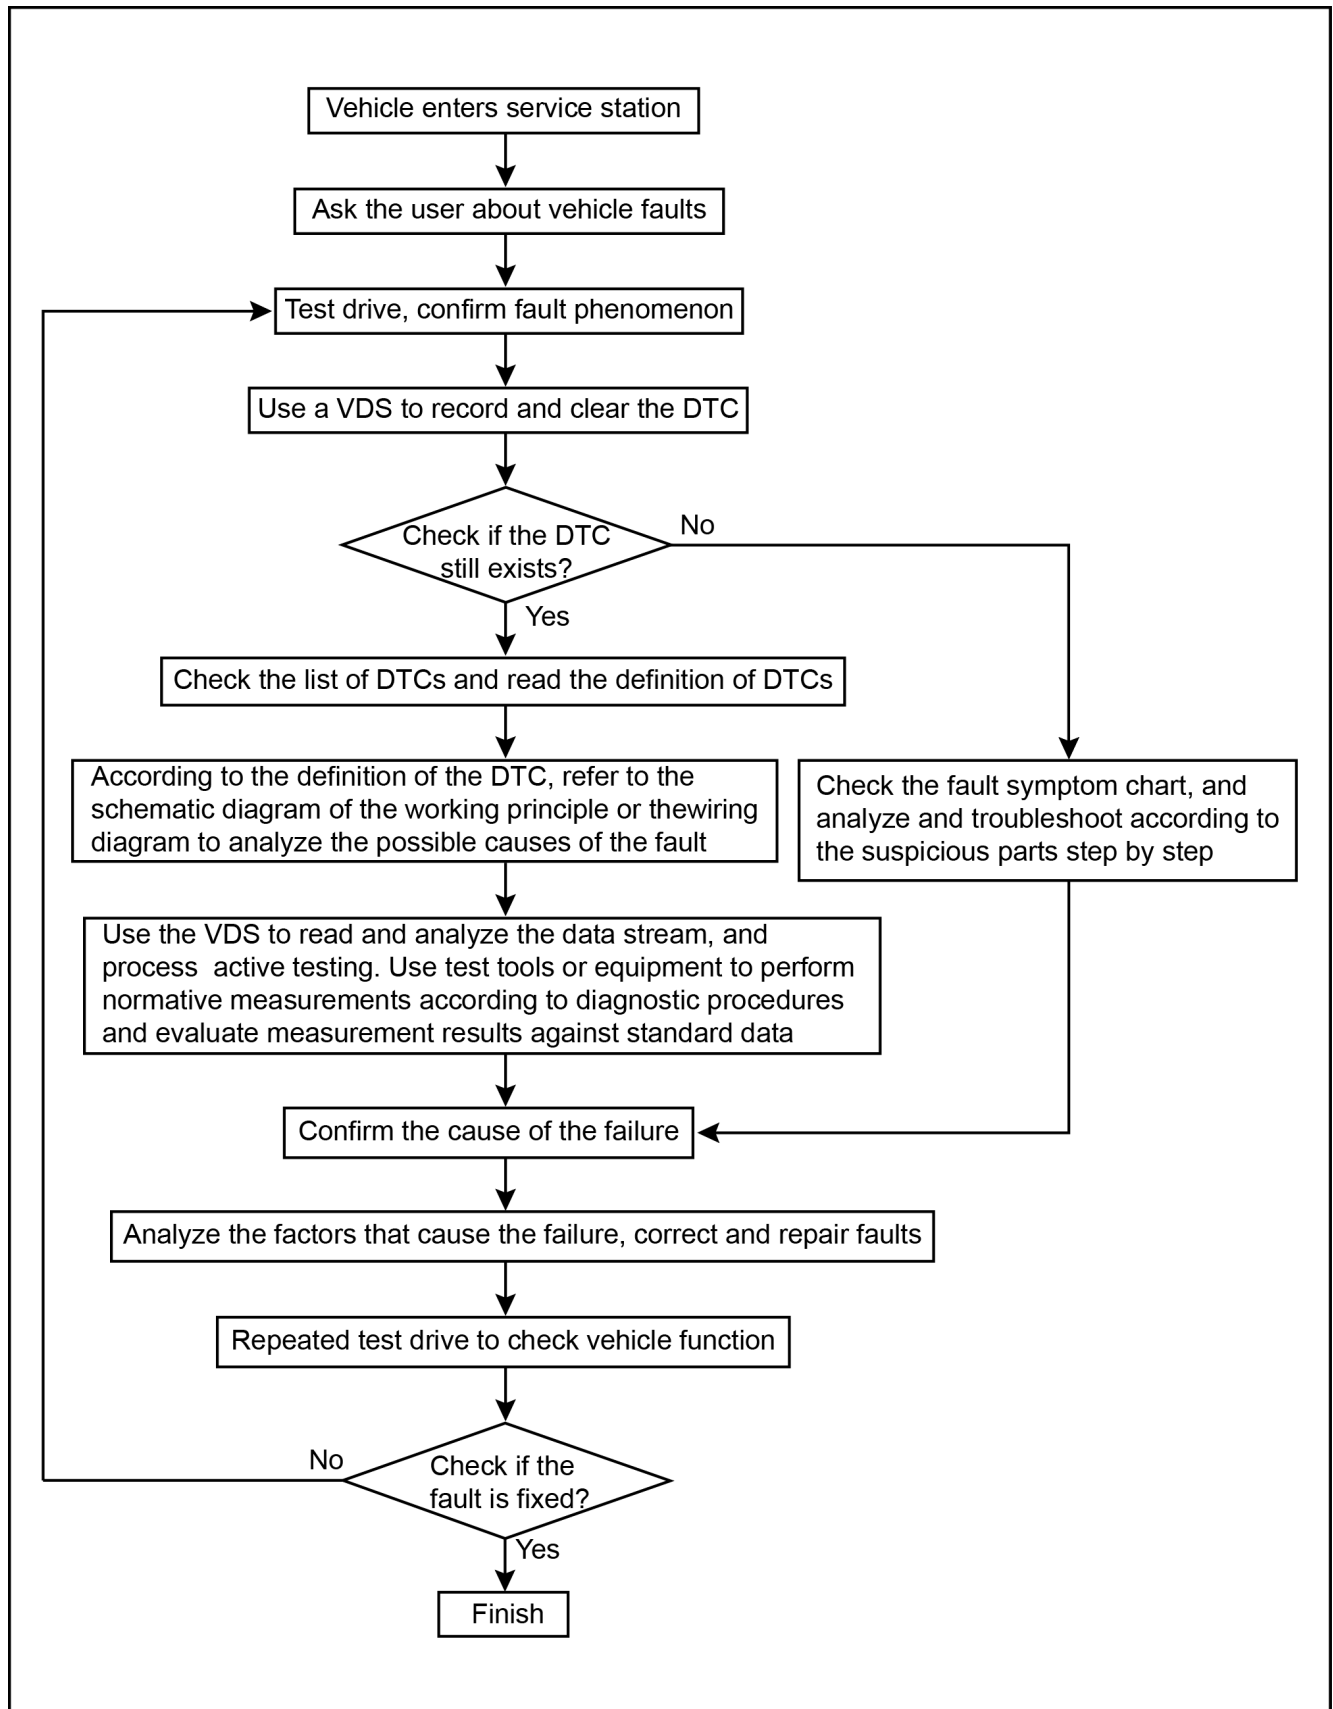 Vehicle enters service station
Ask the user about vehicle faults
Test drive, confirm fault phenomenon
Use a VDS to record and clear the DTC
Check if the DTC
still exists?
No
Yes
Check the list of DTCs and read the definition of DTCs
According to the definition of the DTC, refer to the
schematic diagram of the working principle or thewiring
diagram to analyze the possible causes of the fault
Check the fault symptom chart, and
analyze and troubleshoot according to
the suspicious parts step by step
Use the VDS to read and analyze the data stream, and
process  active testing. Use test tools or equipment to perform
normative measurements according to diagnostic procedures
and evaluate measurement results against standard data
Confirm the cause of the failure
Analyze the factors that cause the failure, correct and repair faults
Repeated test drive to check vehicle function
No
Check if the
fault is fixed?
Yes
Finish